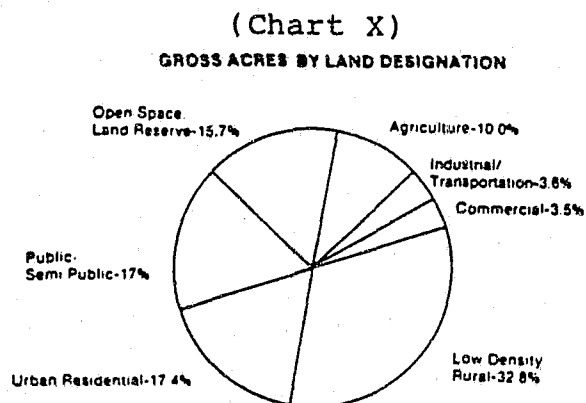 (Chart X)
GROSS ACRES BY LAND DESIGNATION
Open Space.
Land Reserve-15.7%
Agriculture-10.0%
Industrial/
Transportation-3.6%
Commercial-3.5%
Public-
Semi Public-17%
Low Density
Rural-32.8%
Urban Residential-17.4%